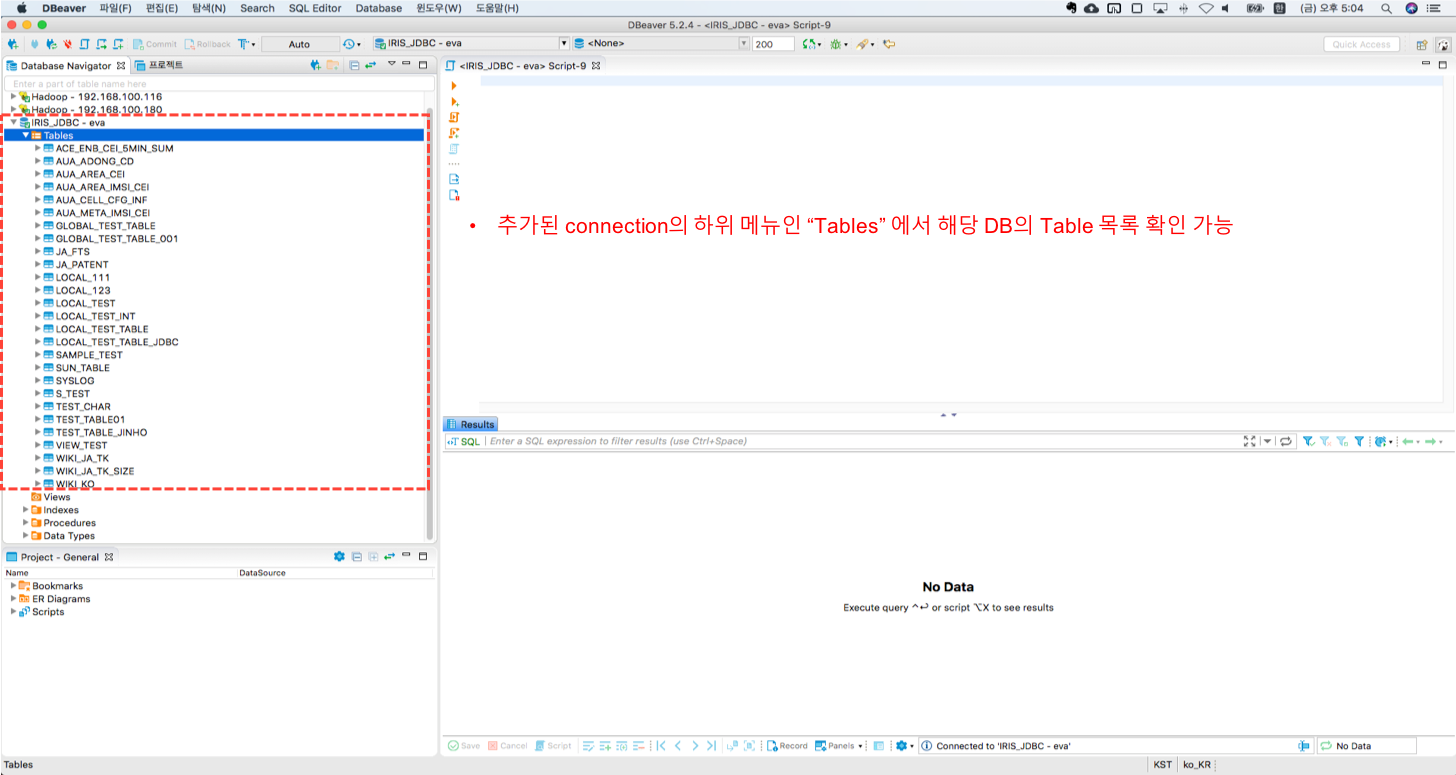 DBeaver 파일(F) 편집(E) 탐색(N) Search SQL Editor Database 윈도우(W) 도움말(H) (금) 오후 5:04
DBeaver 5.2.4 - <IRIS_JDBC - eva> Script-9
Commit Rollback Auto IRIS_JDBC - eva <None> 200 Quick Access
Database Navigator 프로젝트
<IRIS_JDBC - eva> Script-9
Enter a part of table name here
Hadoop - 192.168.100.116
Hadoop - 192.168.100.180
IRIS_JDBC - eva
Tables
ACE_ENB_CEI_5MIN_SUM
AUA_ADONG_CD
AUA_AREA_CEI
AUA_AREA_IMSI_CEI
AUA_CELL_CFG_INF
AUA_META_IMSI_CEI
GLOBAL_TEST_TABLE
GLOBAL_TEST_TABLE_001
JA_FTS
JA_PATENT
LOCAL_111
LOCAL_123
LOCAL_TEST
LOCAL_TEST_INT
LOCAL_TEST_TABLE
LOCAL_TEST_TABLE_JDBC
SAMPLE_TEST
SUN_TABLE
SYSLOG
S_TEST
TEST_CHAR
TEST_TABLE01
TEST_TABLE_JINHO
VIEW_TEST
WIKI_JA_TK
WIKI_JA_TK_SIZE
WIKI_KO
Views
Indexes
Procedures
Data Types
• 추가된 connection의 하위 메뉴인 “Tables” 에서 해당 DB의 Table 목록 확인 가능
Results
SQL Enter a SQL expression to filter results (use Ctrl+Space)
No Data
Execute query ^↩ or script ⌥X to see results
Project - General
Name DataSource
Bookmarks
ER Diagrams
Scripts
Save Cancel Script Record Panels Connected to 'IRIS_JDBC - eva' No Data
Tables KST ko_KR